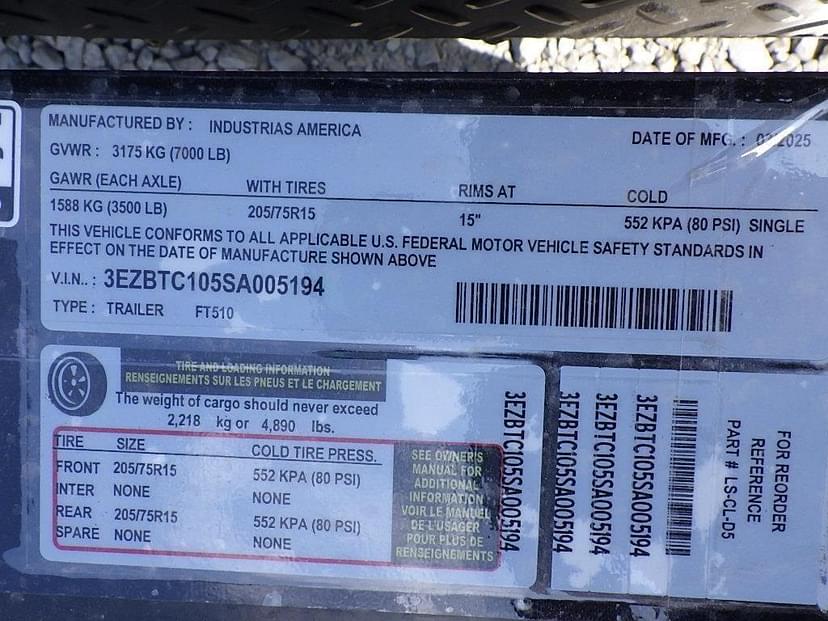 MANUFACTURED BY : INDUSTRIAS AMERICA
DATE OF MFG. : 02/2025
GVWR : 3175 KG (7000 LB)
GAWR (EACH AXLE) WITH TIRES RIMS AT COLD
1588 KG (3500 LB) 205/75R15 15" 552 KPA (80 PSI) SINGLE
THIS VEHICLE CONFORMS TO ALL APPLICABLE U.S. FEDERAL MOTOR VEHICLE SAFETY STANDARDS IN
EFFECT ON THE DATE OF MANUFACTURE SHOWN ABOVE
V.I.N.. : 3EZBTC105SA005194
TYPE : TRAILER FT510
TIRE AND LOADING INFORMATION
RENSEIGNEMENTS SUR LES PNEUS ET LE CHARGEMENT
The weight of cargo should never exceed
2,218 kg or 4,890 lbs.
TIRE SIZE COLD TIRE PRESS.
FRONT 205/75R15 552 KPA (80 PSI)
INTER NONE NONE
REAR 205/75R15 552 KPA (80 PSI)
SPARE NONE NONE
SEE OWNER'S
MANUAL FOR
ADDITIONAL
INFORMATION
VOIR LE MANUEL
DE L'USAGER
POUR PLUS DE
RENSEIGNEMENTS
3EZBTC105SA005194
3EZBTC105SA005194
3EZBTC105SA005194
3EZBTC105SA005194
FOR REORDER
REFERENCE
PART # LS-CL-D5